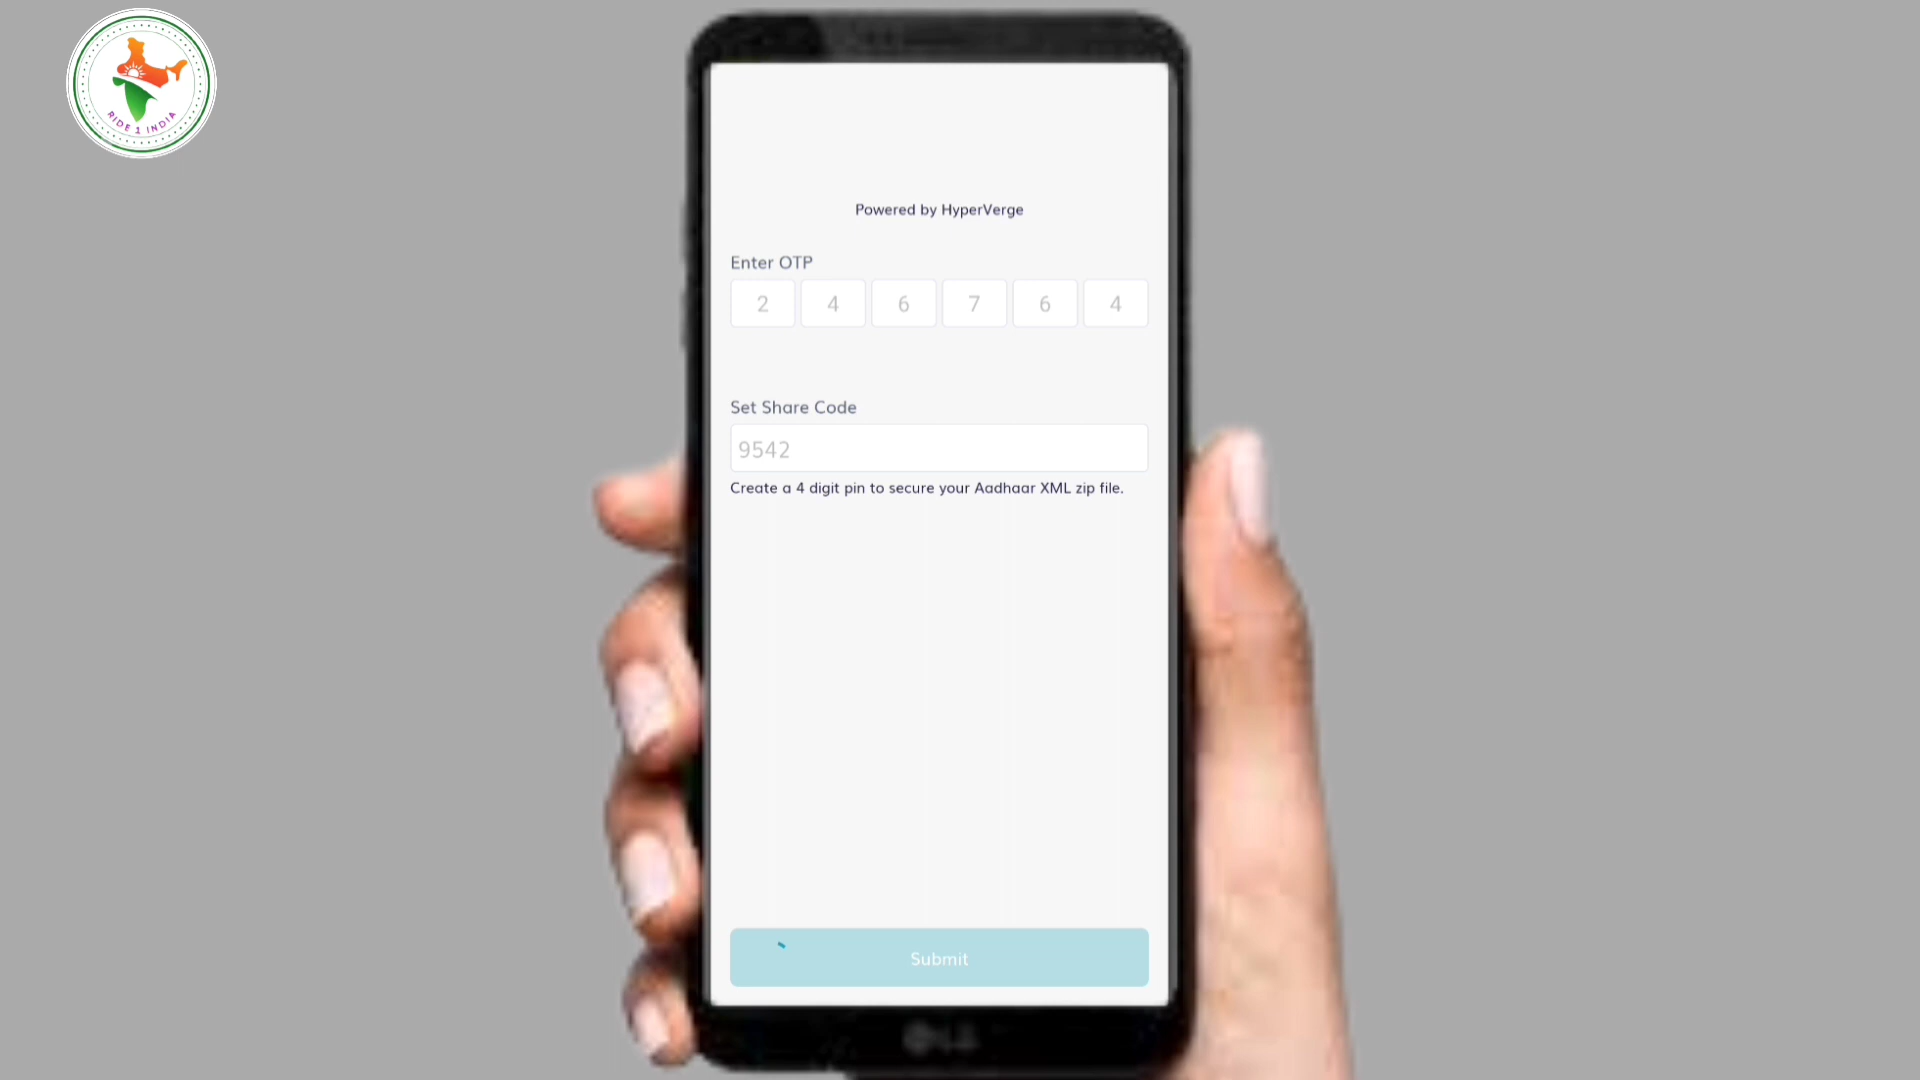 RIDE 1 INDIA
Powered by HyperVerge
Enter OTP
2 4 6 7 6 4
Set Share Code
9542
Create a 4 digit pin to secure your Aadhaar XML zip file.
Submit
LG